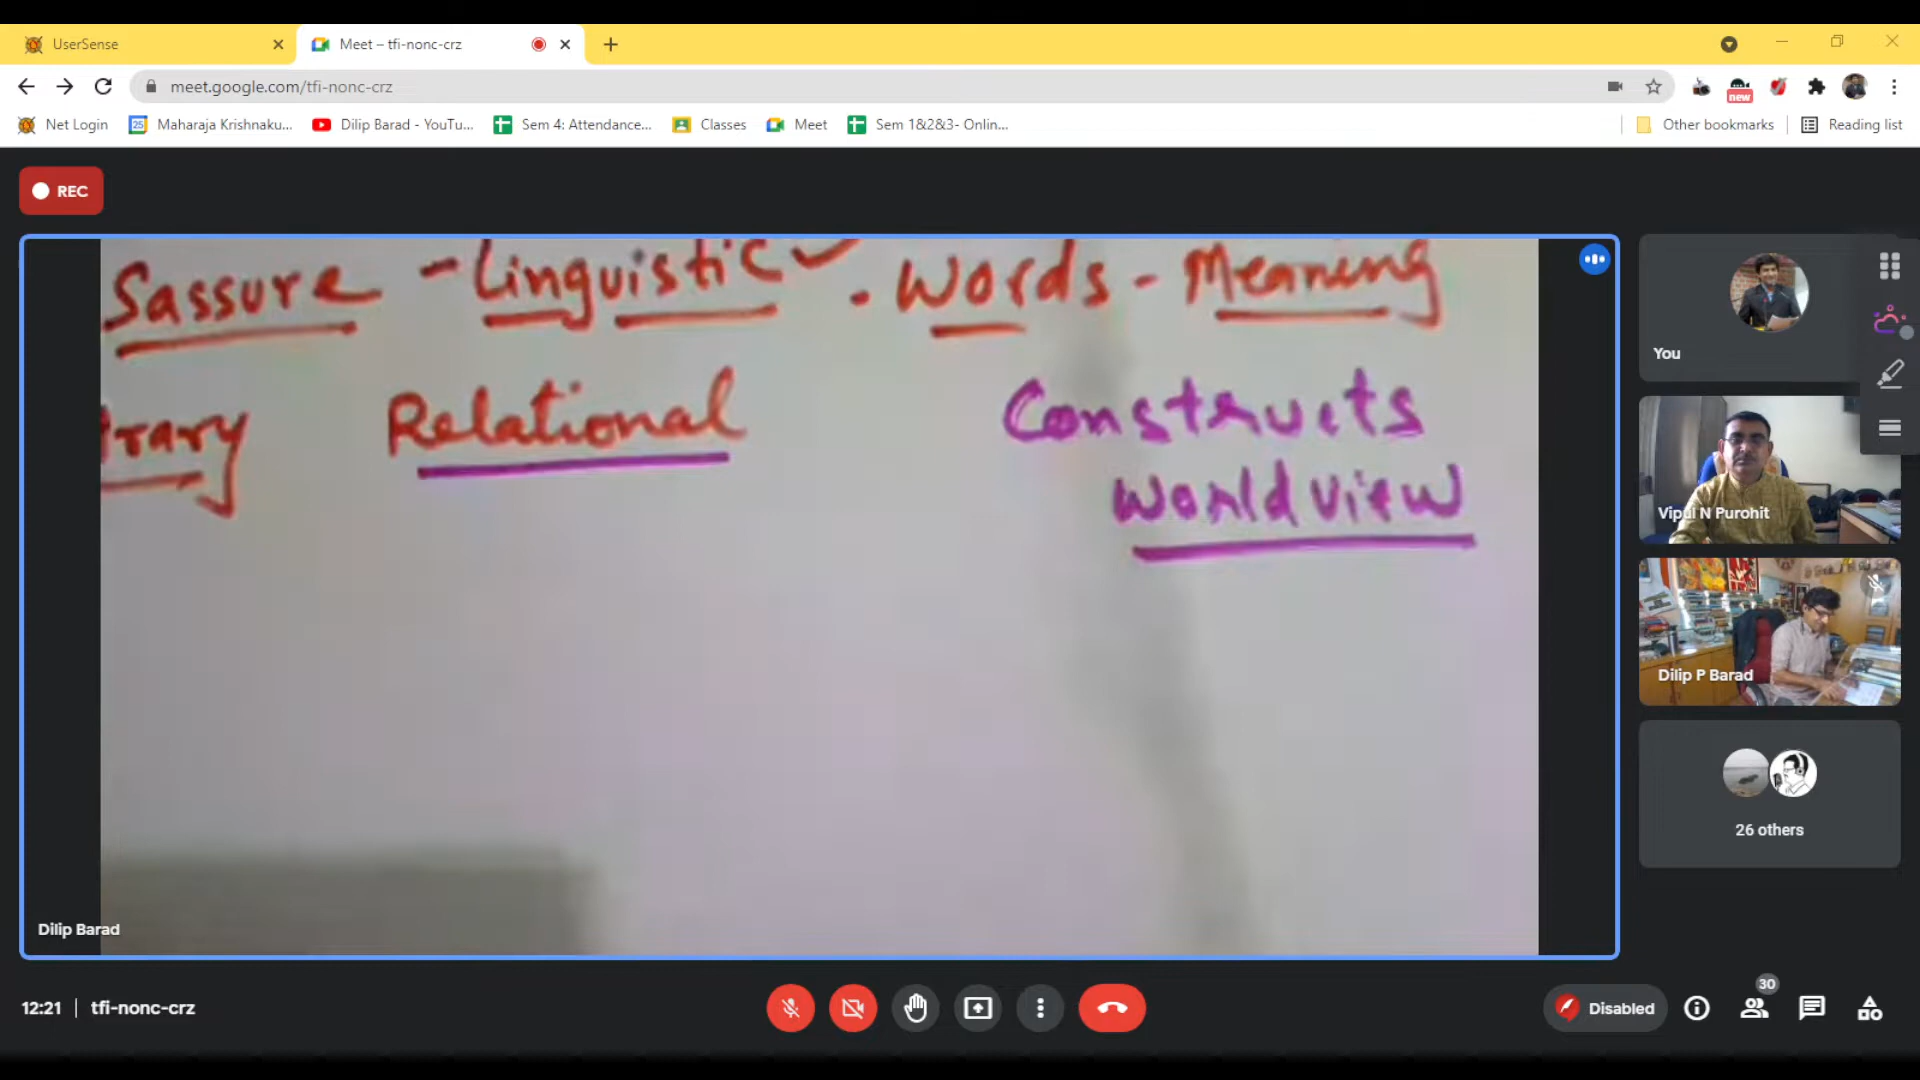 UserSense
Meet – tfi-nonc-crz
meet.google.com/tfi-nonc-crz
new
Net Login
25
Maharaja Krishnaku...
Dilip Barad - YouTu...
Sem 4: Attendance...
Classes
Meet
Sem 1&2&3- Onlin...
Other bookmarks
Reading list
REC
Sassure - Linguistic . Words - Meaning
trary Relational Constructs
World View
Dilip Barad
You
Vipul N Purohit
Dilip P Barad
26 others
12:21 | tfi-nonc-crz
Disabled
30